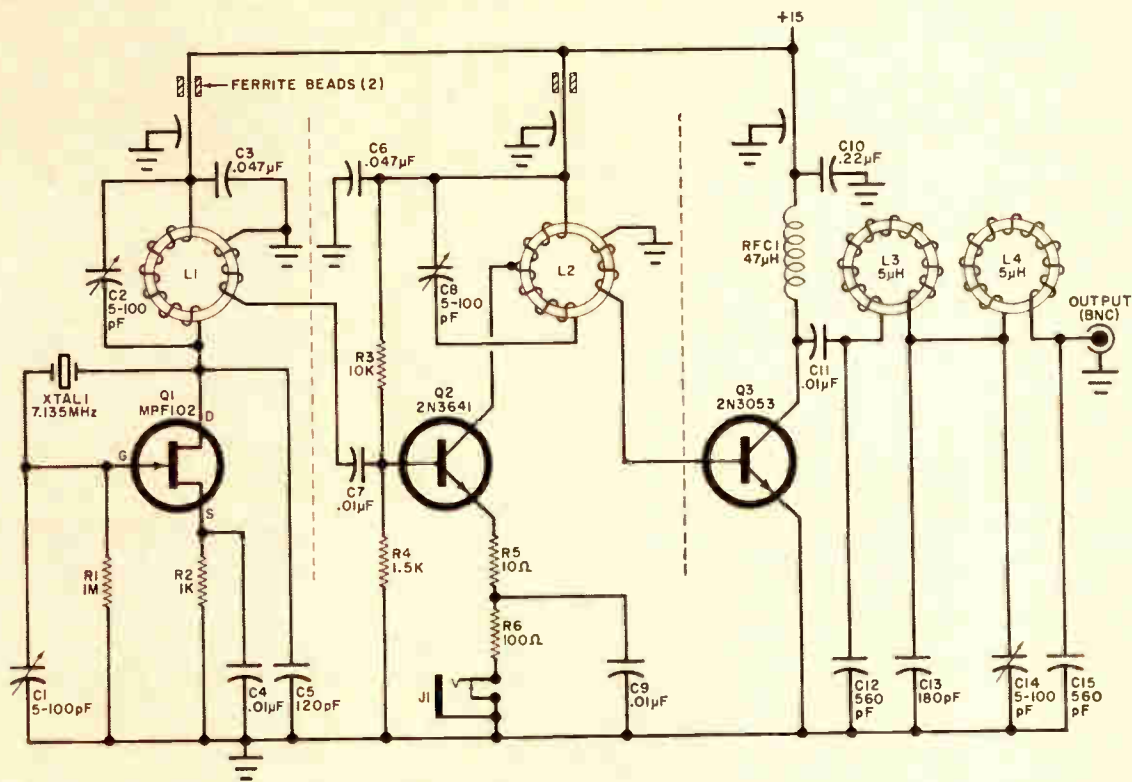 +15
FERRITE BEADS (2)
C3
.047µF
C6
.047µF
C10
.22µF
L1
L2
RFC1
47µH
L3
5µH
L4
5µH
C2
5-100
pF
C8
5-100
pF
OUTPUT
(BNC)
C11
.01µF
R3
10K
XTAL1
7.135MHz
Q1
MPF102
D
G
S
Q2
2N3641
Q3
2N3053
C7
.01µF
R1
1M
R2
1K
R4
1.5K
R5
10Ω
R6
100Ω
J1
C1
5-100pF
C4
.01µF
C5
120pF
C9
.01µF
C12
560
pF
C13
180pF
C14
5-100
pF
C15
560
pF